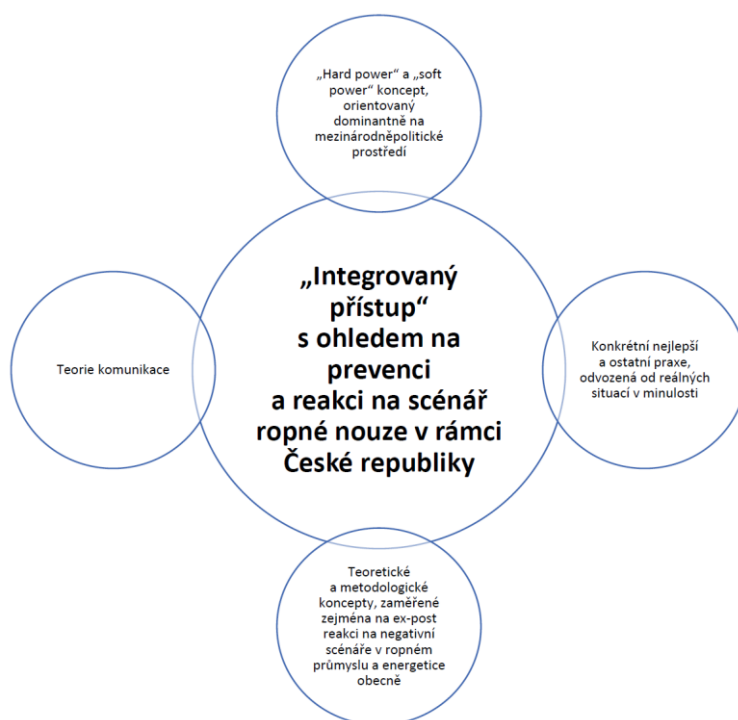 „Hard power“ a „soft
power“ koncept,
orientovaný
dominantně na
mezinárodněpolitické
prostředí
„Integrovaný
přístup“
s ohledem na
prevenci
a reakci na scénář
ropné nouze v rámci
České republiky
Teorie komunikace
Konkrétní nejlepší
a ostatní praxe,
odvozená od reálných
situací v minulosti
Teoretické
a metodologické
koncepty, zaměřené
zejména na ex-post
reakci na negativní
scénáře v ropném
průmyslu a energetice
obecně